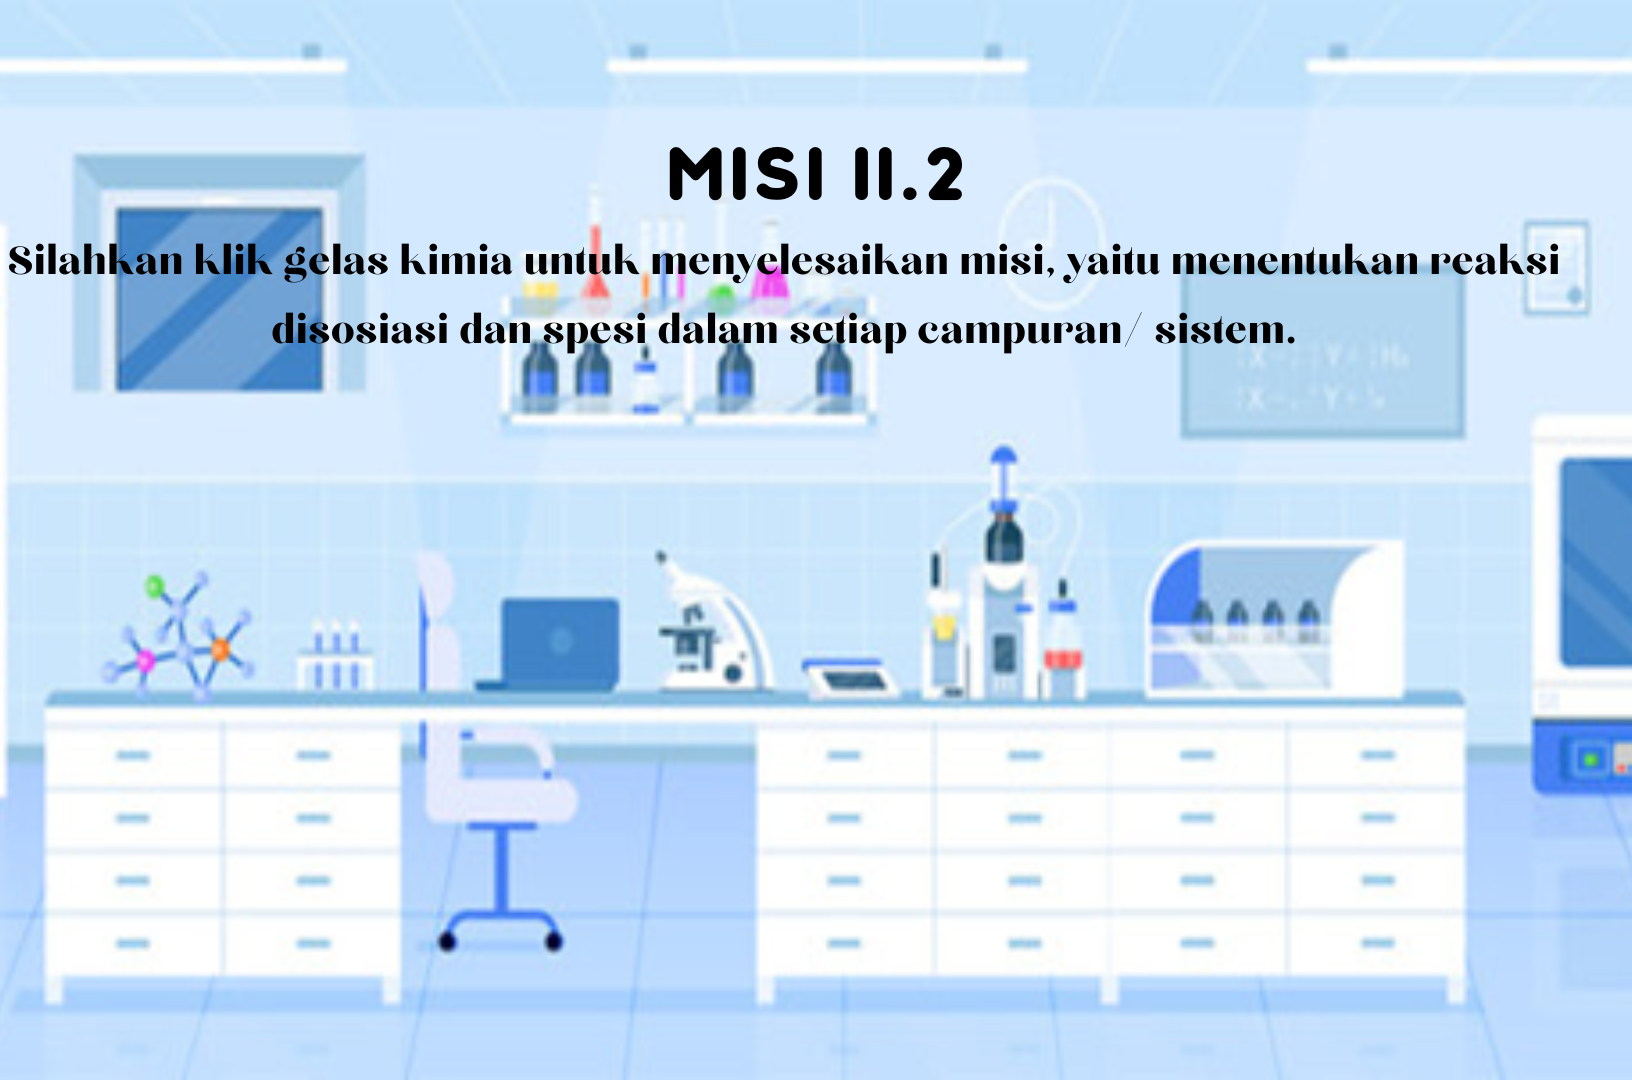 MISI II.2
Silahkan klik gelas kimia untuk menyelesaikan misi, yaitu menentukan reaksi
disosiasi dan spesi dalam setiap campuran/ sistem.